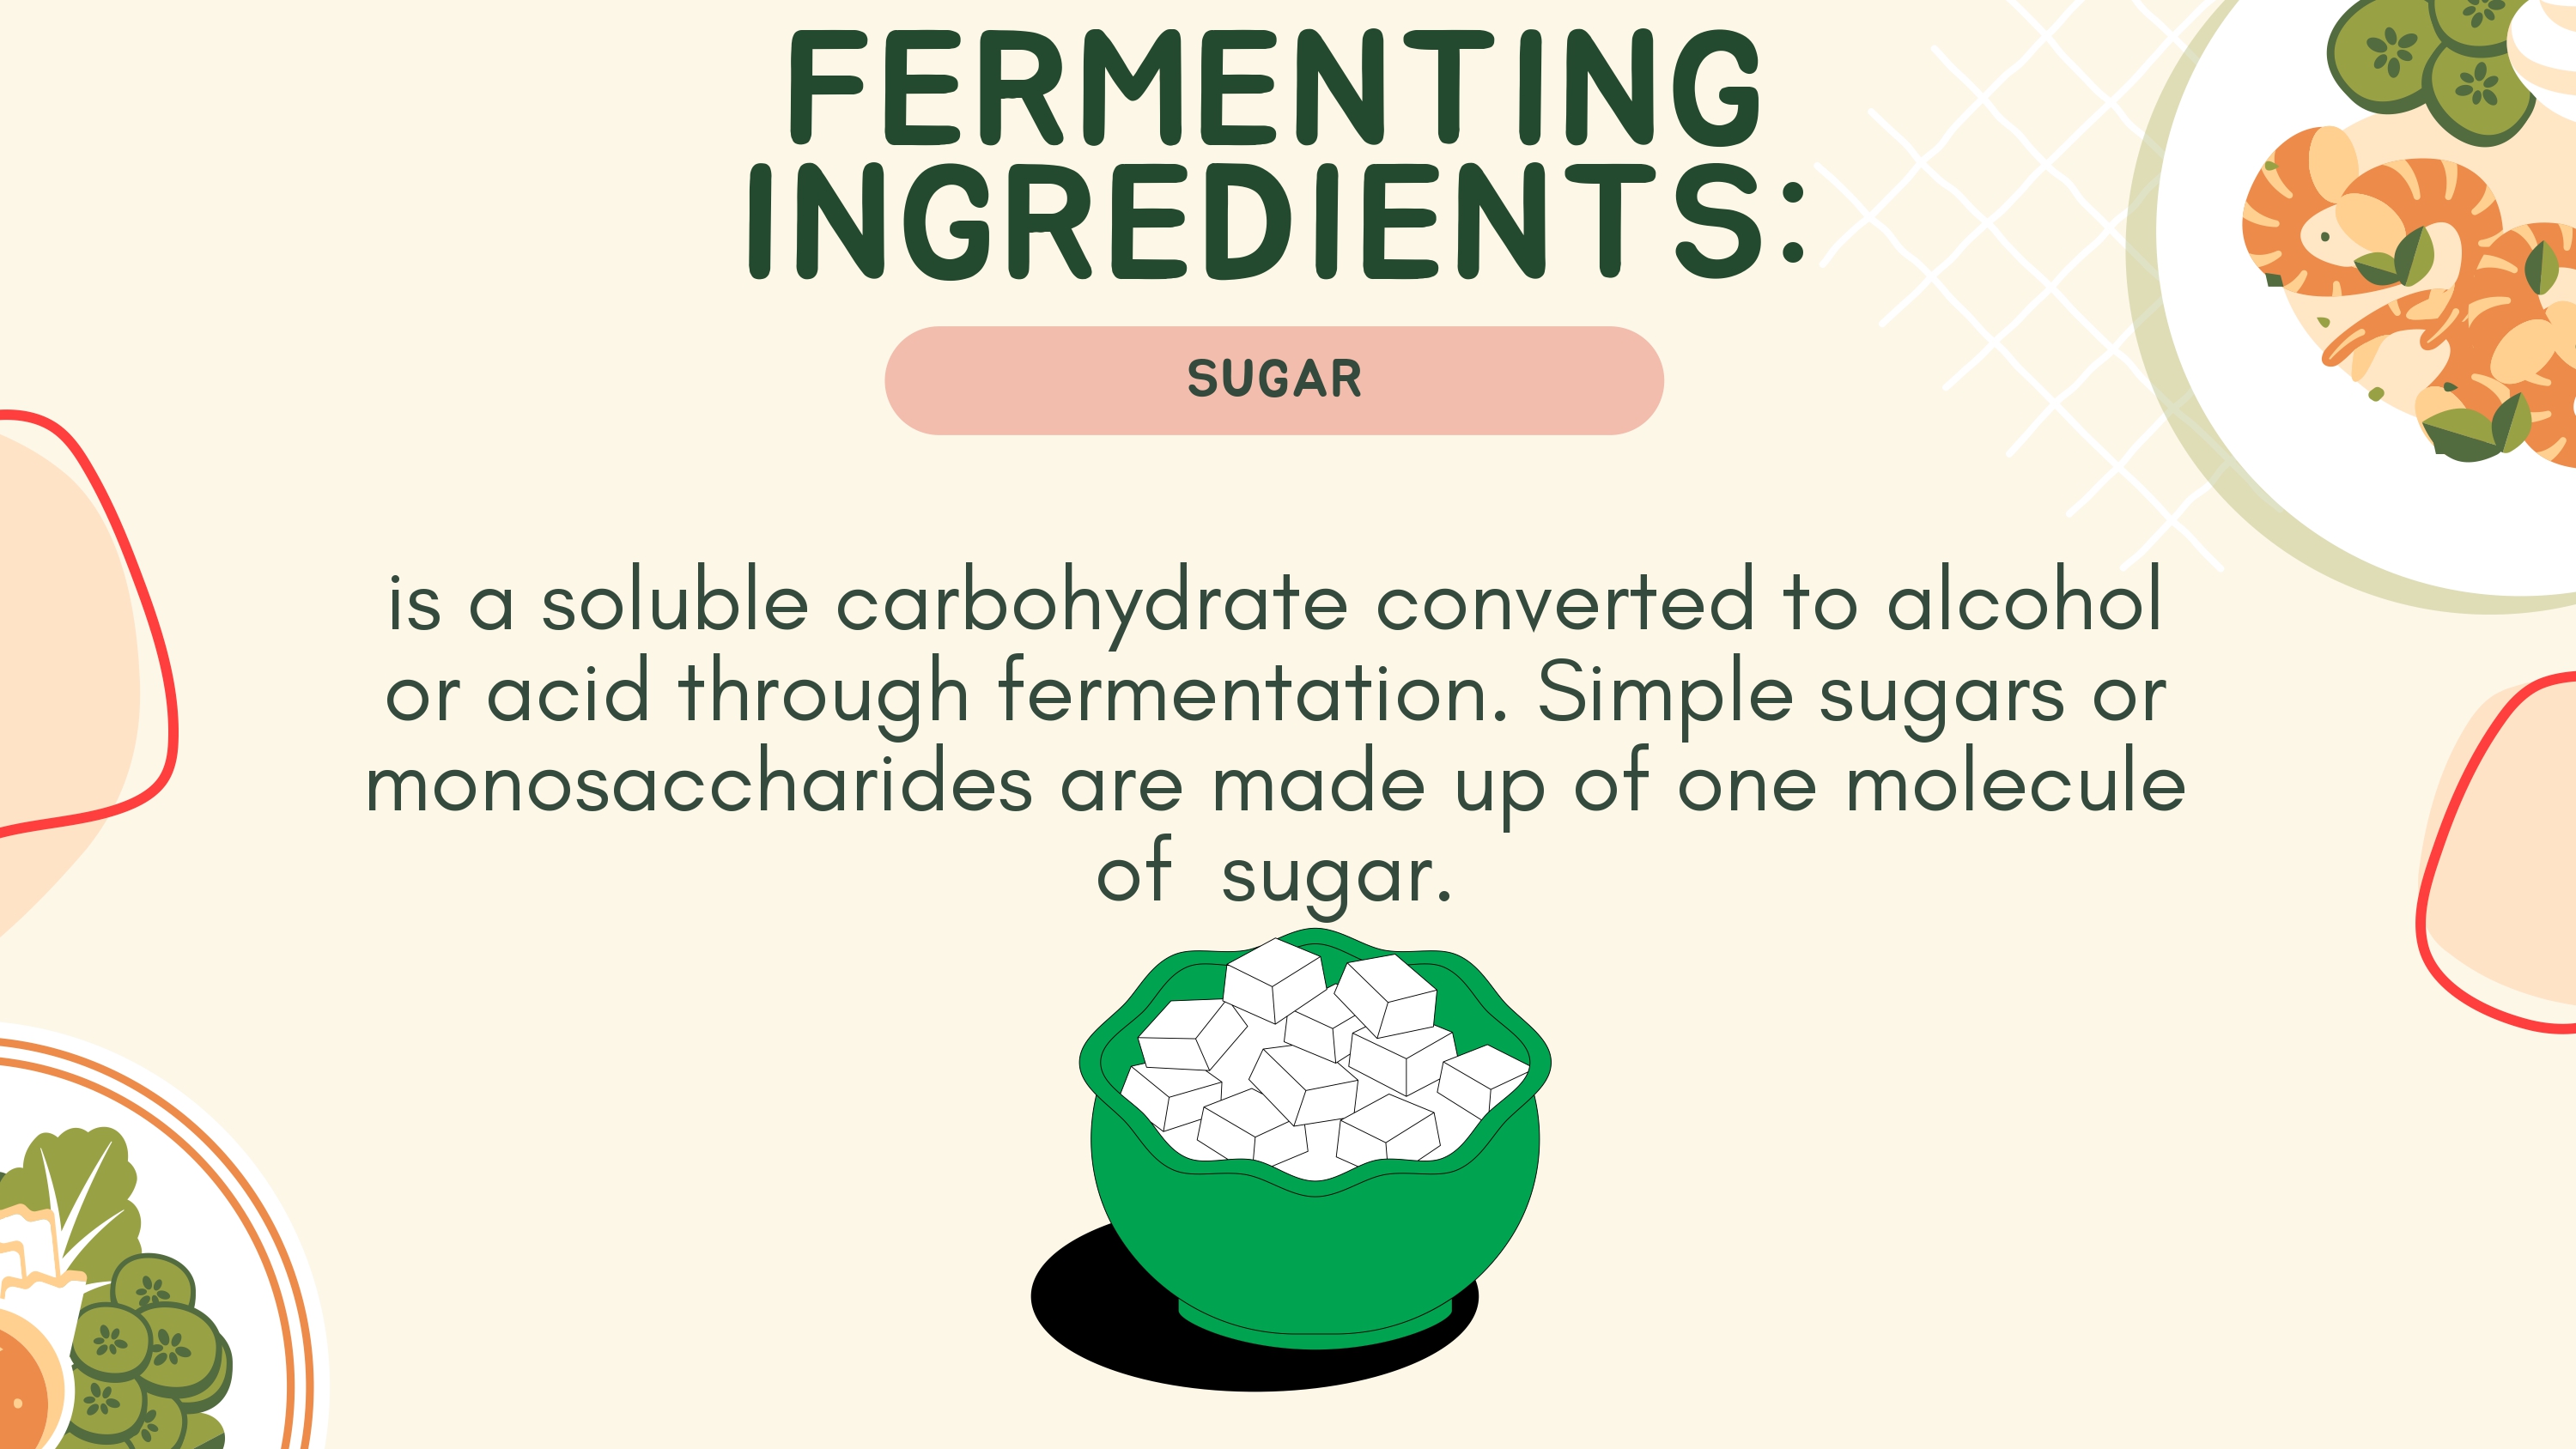 FERMENTING
INGREDIENTS:
SUGAR
is a soluble carbohydrate converted to alcohol
or acid through fermentation. Simple sugars or
monosaccharides are made up of one molecule
of  sugar.